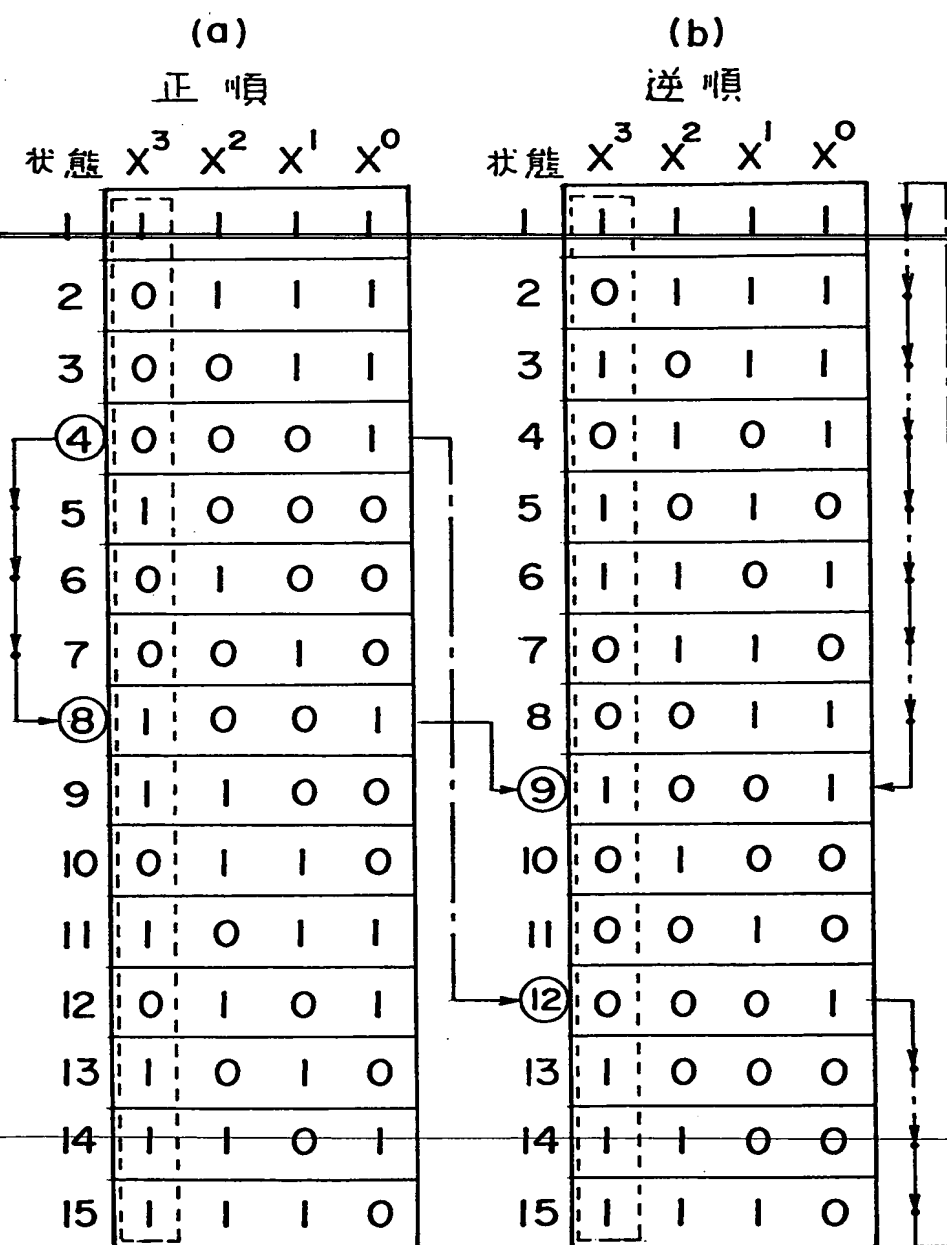 (a) (b)
正順 逆順
状態 X³ X² X¹ X⁰ 状態 X³ X² X¹ X⁰
1 1 1 1 1 1 1 1 1 1
2 0 1 1 1 2 0 1 1 1
3 0 0 1 1 3 1 0 1 1
④ 0 0 0 1 4 0 1 0 1
5 1 0 0 0 5 1 0 1 0
6 0 1 0 0 6 1 1 0 1
7 0 0 1 0 7 0 1 1 0
⑧ 1 0 0 1 8 0 0 1 1
9 1 1 0 0 ⑨ 1 0 0 1
10 0 1 1 0 10 0 1 0 0
11 1 0 1 1 11 0 0 1 0
12 0 1 0 1 ⑫ 0 0 0 1
13 1 0 1 0 13 1 0 0 0
14 1 1 0 1 14 1 1 0 0
15 1 1 1 0 15 1 1 1 0